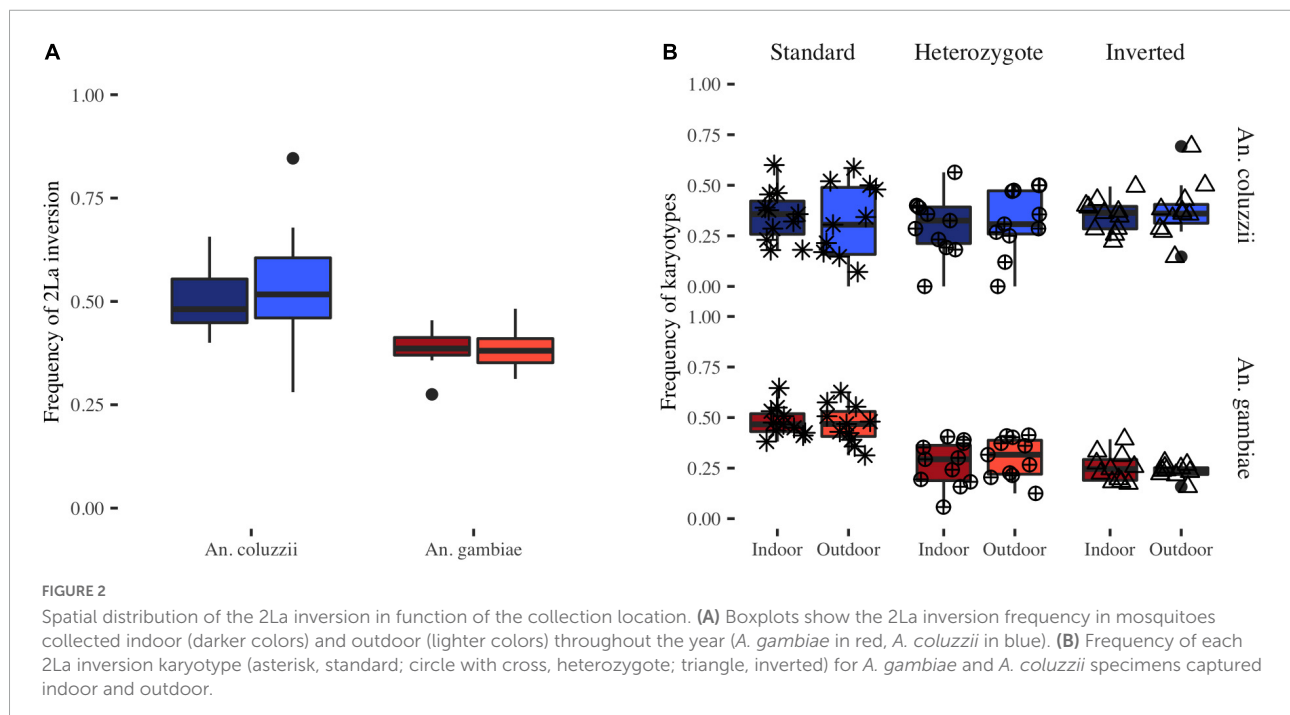 A
1.00
0.75
0.50
0.25
0.00
Frequency of 2La inversion
An. coluzzii
An. gambiae
B
Standard
Heterozygote
Inverted
1.00
0.75
0.50
0.25
0.00
1.00
0.75
0.50
0.25
0.00
Frequency of karyotypes
An. coluzzii
An. gambiae
Indoor
Outdoor
Indoor
Outdoor
Indoor
Outdoor
FIGURE 2
Spatial distribution of the 2La inversion in function of the collection location. (A) Boxplots show the 2La inversion frequency in mosquitoes
collected indoor (darker colors) and outdoor (lighter colors) throughout the year (A. gambiae in red, A. coluzzii in blue). (B) Frequency of each
2La inversion karyotype (asterisk, standard; circle with cross, heterozygote; triangle, inverted) for A. gambiae and A. coluzzii specimens captured
indoor and outdoor.